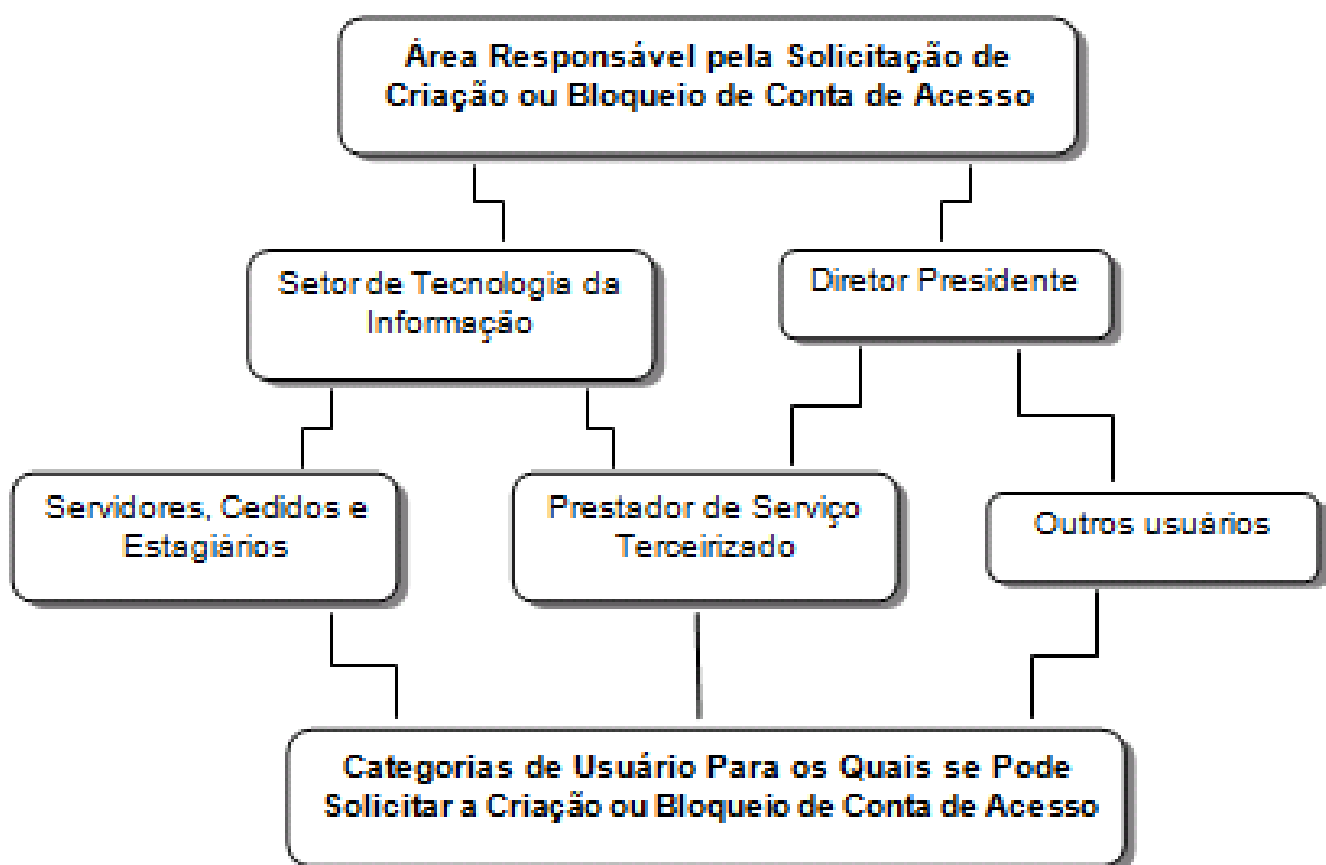 Área Responsável pela Solicitação de
Criação ou Bloqueio de Conta de Acesso
Setor de Tecnologia da
Informação
Diretor Presidente
Servidores, Cedidos e
Estagiários
Prestador de Serviço
Terceirizado
Outros usuários
Categorias de Usuário Para os Quais se Pode
Solicitar a Criação ou Bloqueio de Conta de Acesso